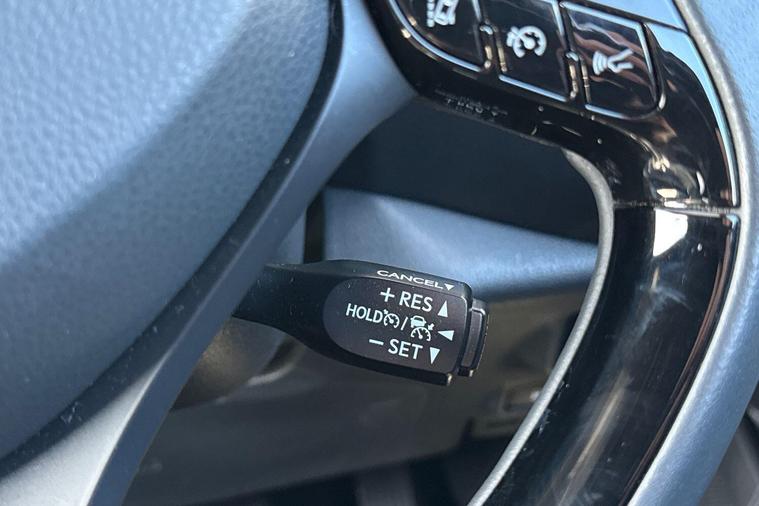 CANCEL▼
+ RES ▲
HOLD / ◀
− SET ▼